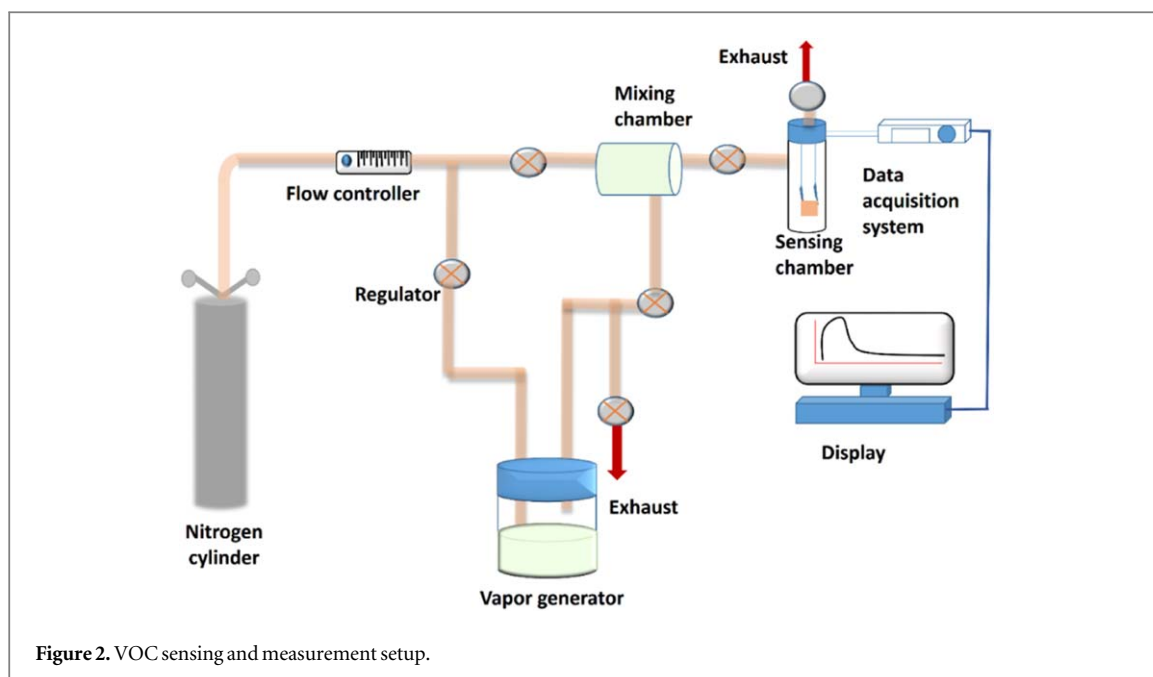 Exhaust
Mixing
chamber
Flow controller
Data
acquisition
system
Sensing
chamber
Regulator
Display
Exhaust
Nitrogen
cylinder
Vapor generator
Figure 2. VOC sensing and measurement setup.